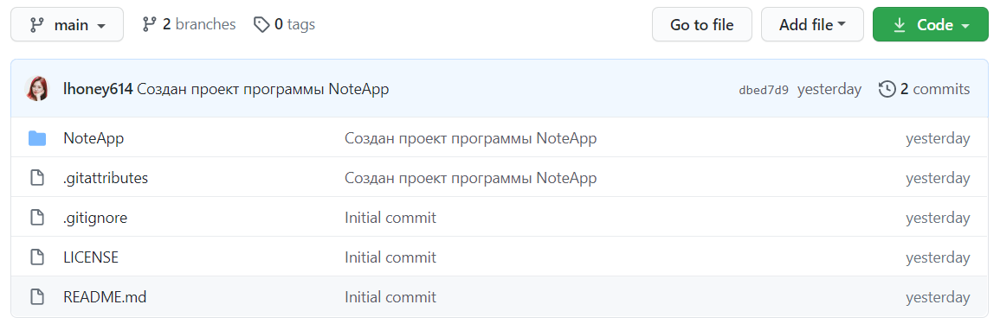 main 2 branches 0 tags Go to file Add file Code
lhoney614 Создан проект программы NoteApp dbed7d9 yesterday 2 commits
NoteApp Создан проект программы NoteApp yesterday
.gitattributes Создан проект программы NoteApp yesterday
.gitignore Initial commit yesterday
LICENSE Initial commit yesterday
README.md Initial commit yesterday